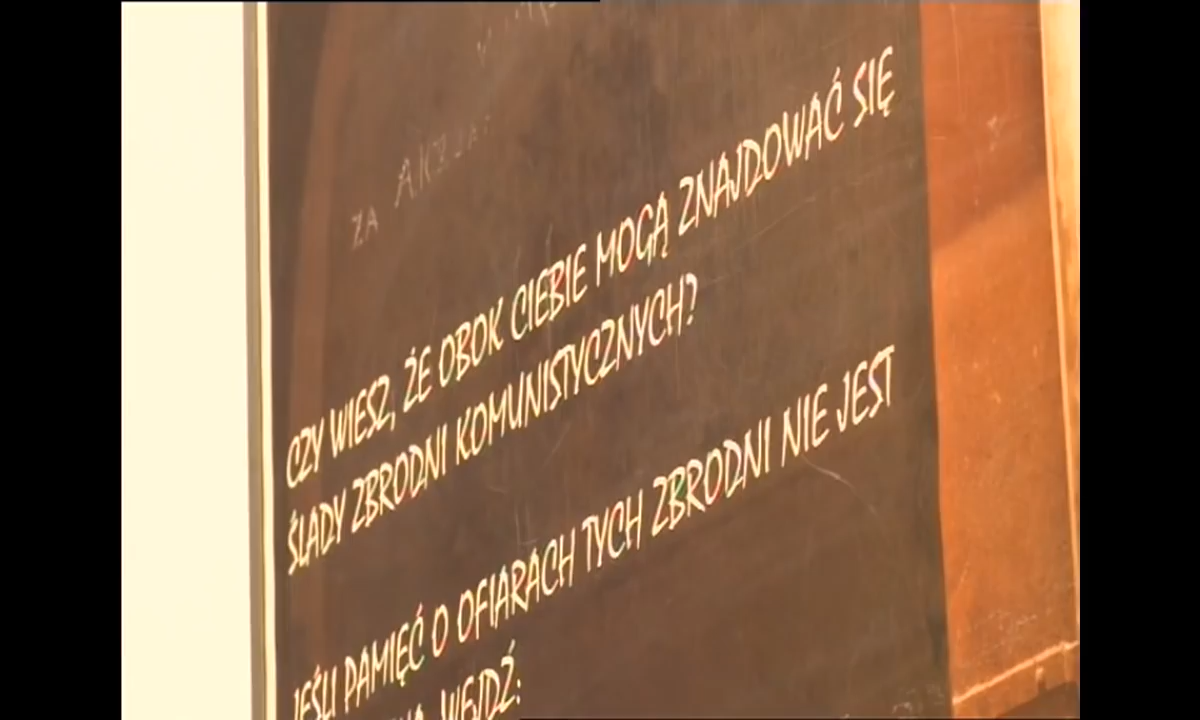 ZA
CZY WIESZ, ŻE OBOK CIEBIE MOGĄ ZNAJDOWAĆ SIĘ
ŚLADY ZBRODNI KOMUNISTYCZNYCH?
JEŚLI PAMIĘĆ O OFIARACH TYCH ZBRODNI NIE JEST
WEJDŹ: